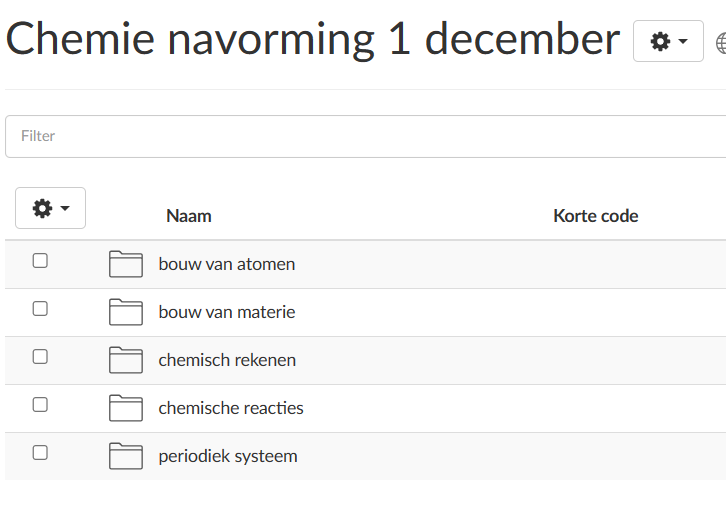 Chemie navorming 1 december
Filter
Naam Korte code
bouw van atomen
bouw van materie
chemisch rekenen
chemische reacties
periodiek systeem